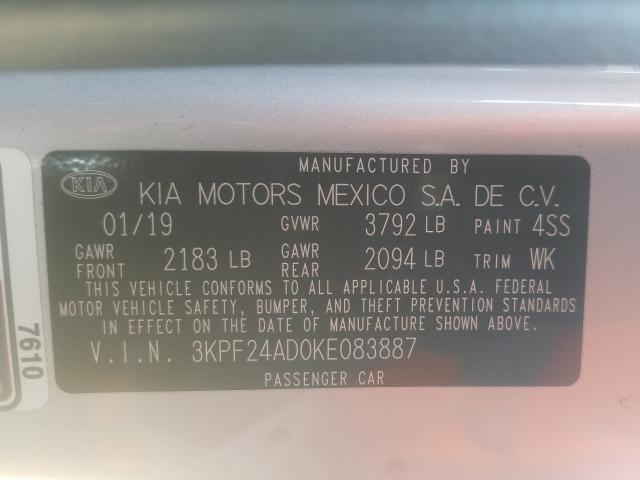 MANUFACTURED BY
KIA KIA MOTORS MEXICO S.A. DE C.V.
01/19 GVWR 3792 LB PAINT 4SS
GAWR FRONT 2183 LB GAWR REAR 2094 LB TRIM WK
THIS VEHICLE CONFORMS TO ALL APPLICABLE U.S.A. FEDERAL
MOTOR VEHICLE SAFETY, BUMPER, AND THEFT PREVENTION STANDARDS
IN EFFECT ON THE DATE OF MANUFACTURE SHOWN ABOVE.
V.I.N. 3KPF24AD0KE083887
PASSENGER CAR
7610